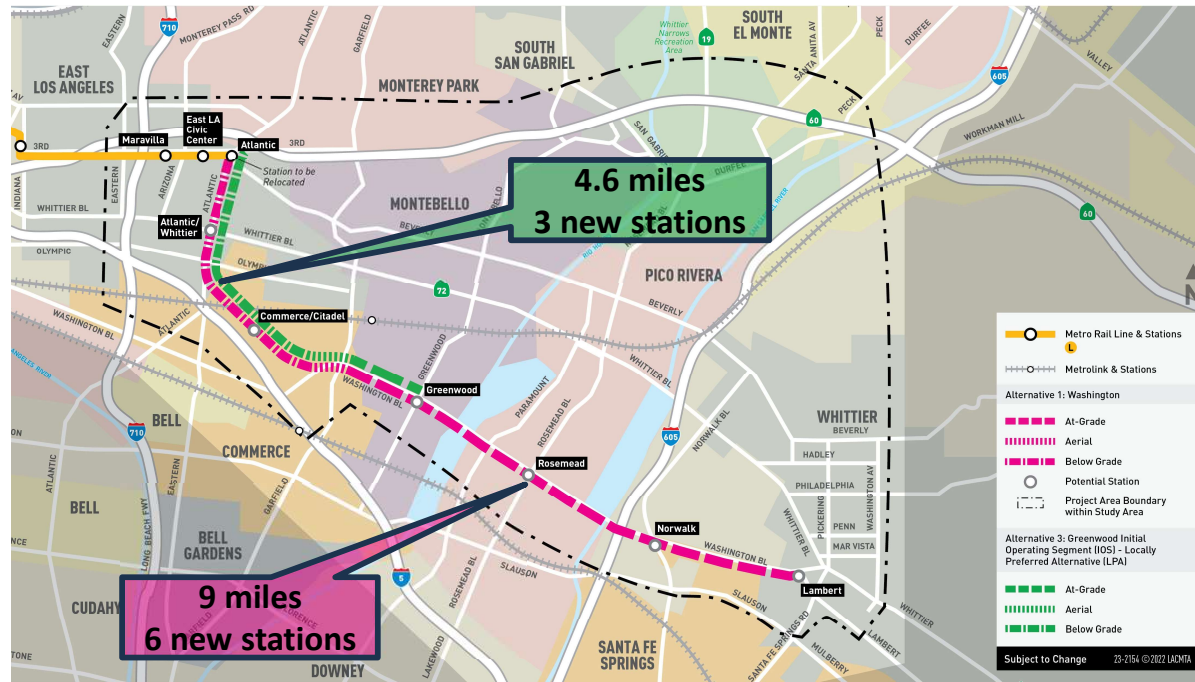 710
EASTERN
MONTEREY PASS RD
ATLANTIC
GARFIELD
EAST
LOS ANGELES
MONTEREY PARK
SOUTH
SAN GABRIEL
Whittier
Narrows
Recreation
Area
19
SOUTH
EL MONTE
SANTA ANITA AV
PECK
DURFEE
605
VALLEY
PECK
60
WORKMAN MILL
60
AV
3RD
Maravilla
East LA
Civic
Center
Atlantic
3RD
Station to be
Relocated
INDIANA
EASTERN
ARIZONA
ATLANTIC
WHITTIER BL
Atlantic/
Whittier
WHITTIER BL
OLYMPIC
OLYMPIC
MONTEBELLO
SAN GABRIEL
DURFEE
SAN GABRIEL RIVER
4.6 miles
3 new stations
PICO RIVERA
BEVERLY
72
WHITTIER BL
WASHINGTON BL
ATLANTIC
Commerce/Citadel
GREENWOOD
WASHINGTON BL
Greenwood
PARAMOUNT
ROSEMEAD BL
Rosemead
605
NORWALK BL
WHITTIER
BEVERLY
HADLEY
PHILADELPHIA
PICKERING
WASHINGTON AV
PENN
MAR VISTA
WHITTIER BL
Norwalk
WASHINGTON BL
Lambert
WHITTIER
LAMBERT
SLAUSON
SLAUSON
SANTA FE SPRINGS RD
MULBERRY
SANTA FE
SPRINGS
BELL
710
COMMERCE
GARFIELD
ATLANTIC
EASTERN
LONG BEACH FWY
BELL
BELL
GARDENS
CUDAHY
5
ROSEMEAD BL
LAKEWOOD
DOWNEY
9 miles
6 new stations
N
Metro Rail Line & Stations
L
Metrolink & Stations
Alternative 1: Washington
At-Grade
Aerial
Below Grade
Potential Station
Project Area Boundary
within Study Area
Alternative 3: Greenwood Initial
Operating Segment (IOS) - Locally
Preferred Alternative (LPA)
At-Grade
Aerial
Below Grade
Subject to Change
23-2154 ©2022 LACMTA